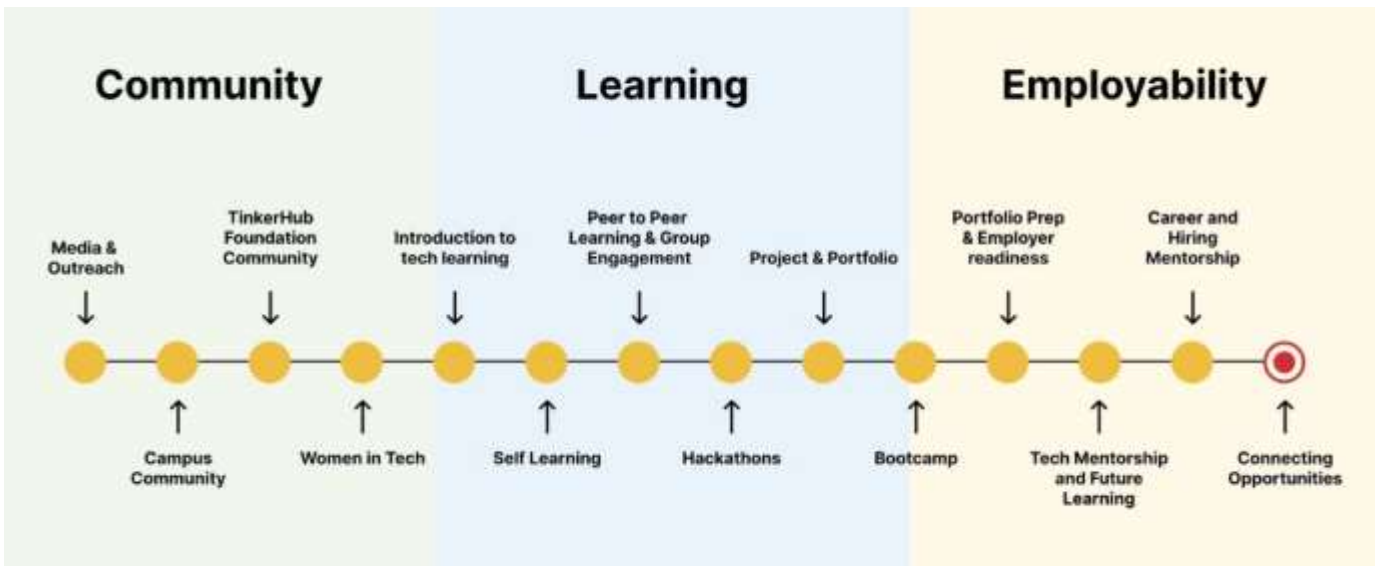 Community
Learning
Employability
Media &
Outreach
TinkerHub
Foundation
Community
Introduction to
tech learning
Peer to Peer
Learning & Group
Engagement
Project & Portfolio
Portfolio Prep
& Employer
readiness
Career and
Hiring
Mentorship
Campus
Community
Women in Tech
Self Learning
Hackathons
Bootcamp
Tech Mentorship
and Future
Learning
Connecting
Opportunities